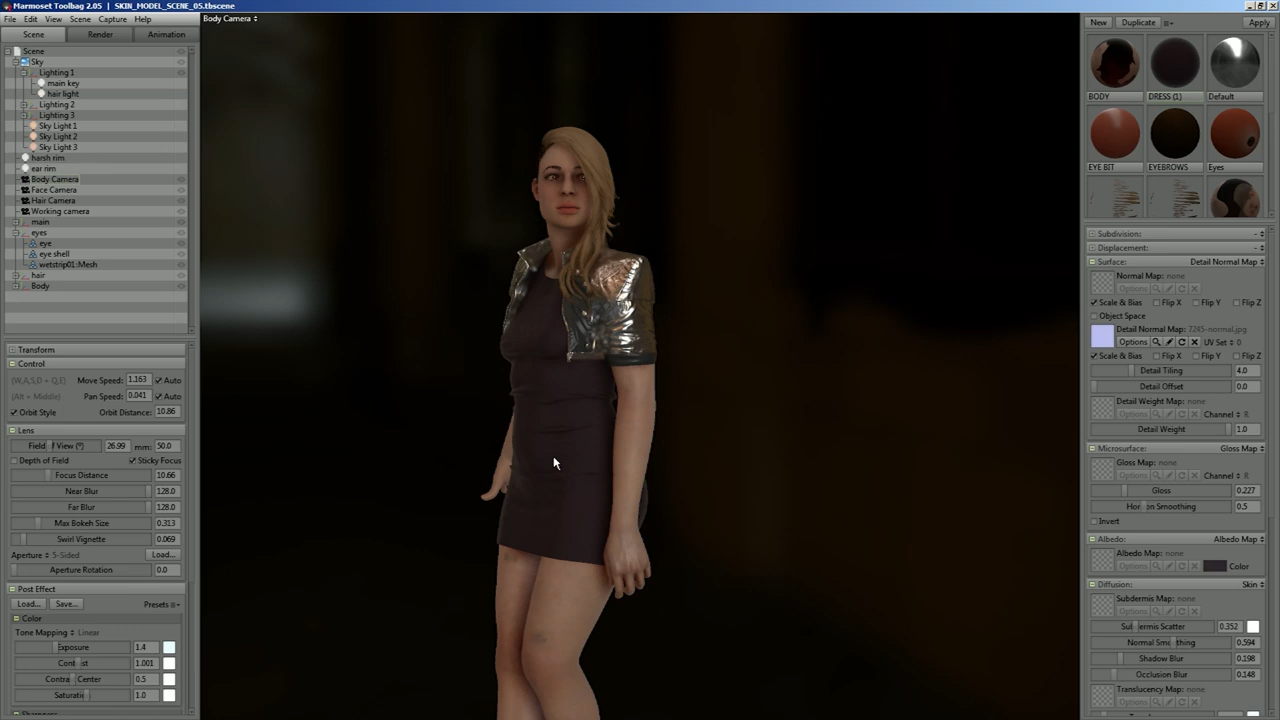 Marmoset Toolbag 2.05 | SKIN_MODEL_SCENE_05.tbscene
File Edit View Scene Capture Help
Body Camera
Scene Render Animation
Scene
Sky
Lighting 1
main key
hair light
Lighting 2
Lighting 3
Sky Light 1
Sky Light 2
Sky Light 3
harsh rim
ear rim
Body Camera
Face Camera
Hair Camera
Working camera
main
eyes
eye
eye shell
wetstrip01:Mesh
hair
Body
Transform
Control
(W,A,S,D + Q,E) Move Speed: 1.163 Auto
(Alt + Middle) Pan Speed: 0.041 Auto
Orbit Style Orbit Distance: 10.86
Lens
Field View (°) 26.99 mm: 50.0
Depth of Field Sticky Focus
Focus Distance 10.66
Near Blur 128.0
Far Blur 128.0
Max Bokeh Size 0.313
Swirl Vignette 0.069
Aperture 5-Sided Load...
Aperture Rotation 0.0
Post Effect
Load... Save... Presets
Color
Tone Mapping Linear
Exposure 1.4
Contrast 1.001
Contrast Center 0.5
Saturation 1.0
New Duplicate Apply
BODY DRESS (1) Default
EYE BIT EYEBROWS Eyes
Subdivision: -
Displacement: -
Surface: Detail Normal Map
Normal Map: none
Options
Scale & Bias Flip X Flip Y Flip Z
Object Space
Detail Normal Map: 7245-normal.jpg
Options UV Set 0
Scale & Bias Flip X Flip Y Flip Z
Detail Tiling 4.0
Detail Offset 0.0
Detail Weight Map: none
Options Channel R
Detail Weight 1.0
Microsurface: Gloss Map
Gloss Map: none
Options Channel R
Gloss 0.227
Horizon Smoothing 0.5
Invert
Albedo: Albedo Map
Albedo Map: none
Options Color
Diffusion: Skin
Subdermis Map: none
Options
Subdermis Scatter 0.352
Normal Smoothing 0.594
Shadow Blur 0.198
Occlusion Blur 0.148
Translucency Map: none